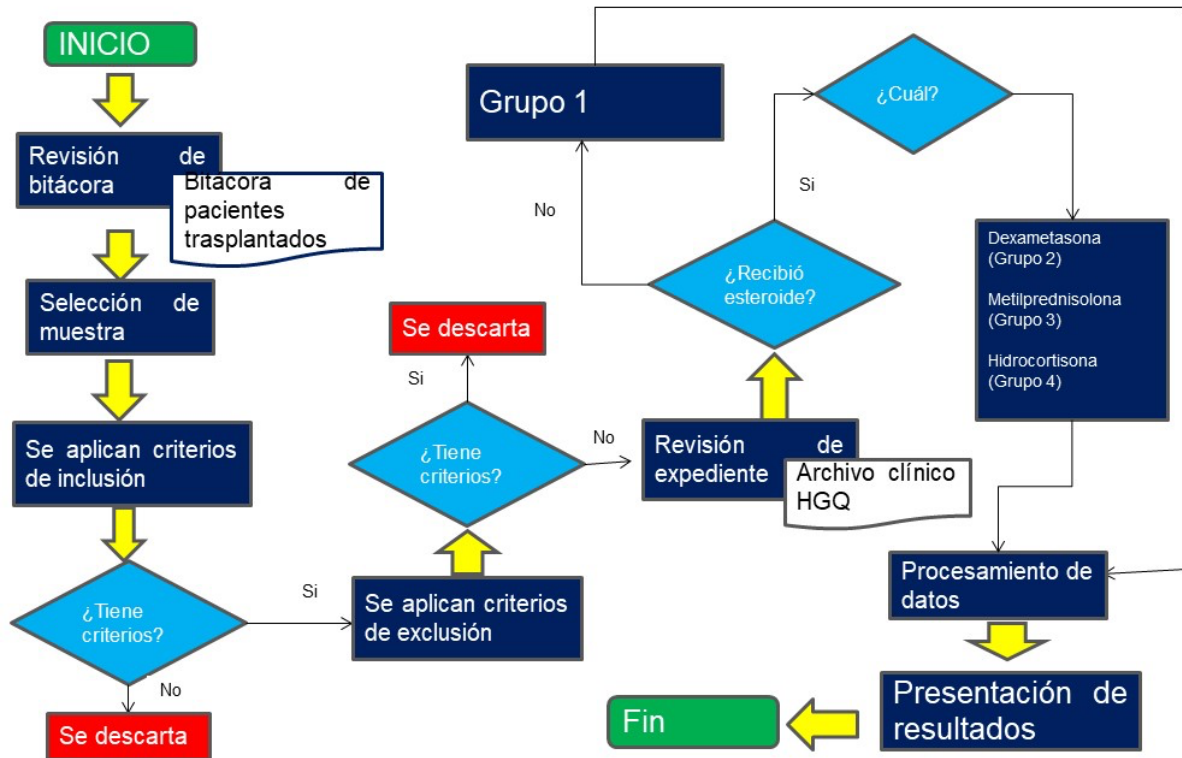 INICIO
Revisión de
bitácora
Bitácora de
pacientes
trasplantados
Selección de
muestra
Se aplican criterios
de inclusión
¿Tiene
criterios?
No
Se descarta
Si
Se aplican criterios
de exclusión
¿Tiene
criterios?
Si
Se descarta
No
Revisión de
expediente
Archivo clínico
HGQ
¿Recibió
esteroide?
No
Grupo 1
Si
¿Cuál?
Dexametasona
(Grupo 2)
Metilprednisolona
(Grupo 3)
Hidrocortisona
(Grupo 4)
Procesamiento de
datos
Presentación de
resultados
Fin